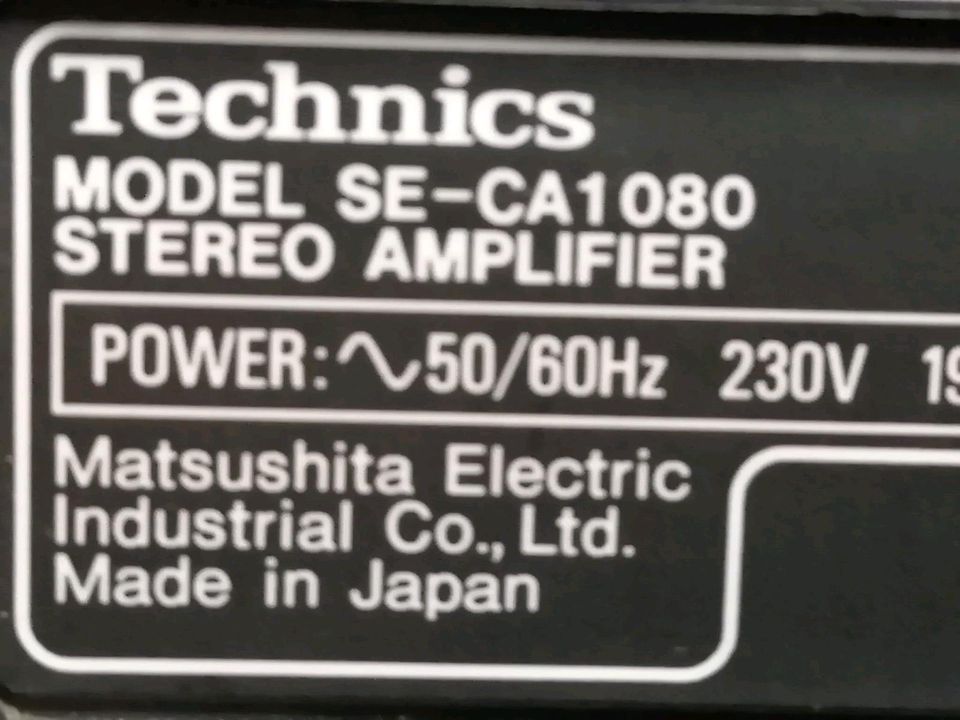 Technics
MODEL SE-CA1080
STEREO AMPLIFIER
POWER: ∿50/60Hz 230V
Matsushita Electric
Industrial Co., Ltd.
Made in Japan